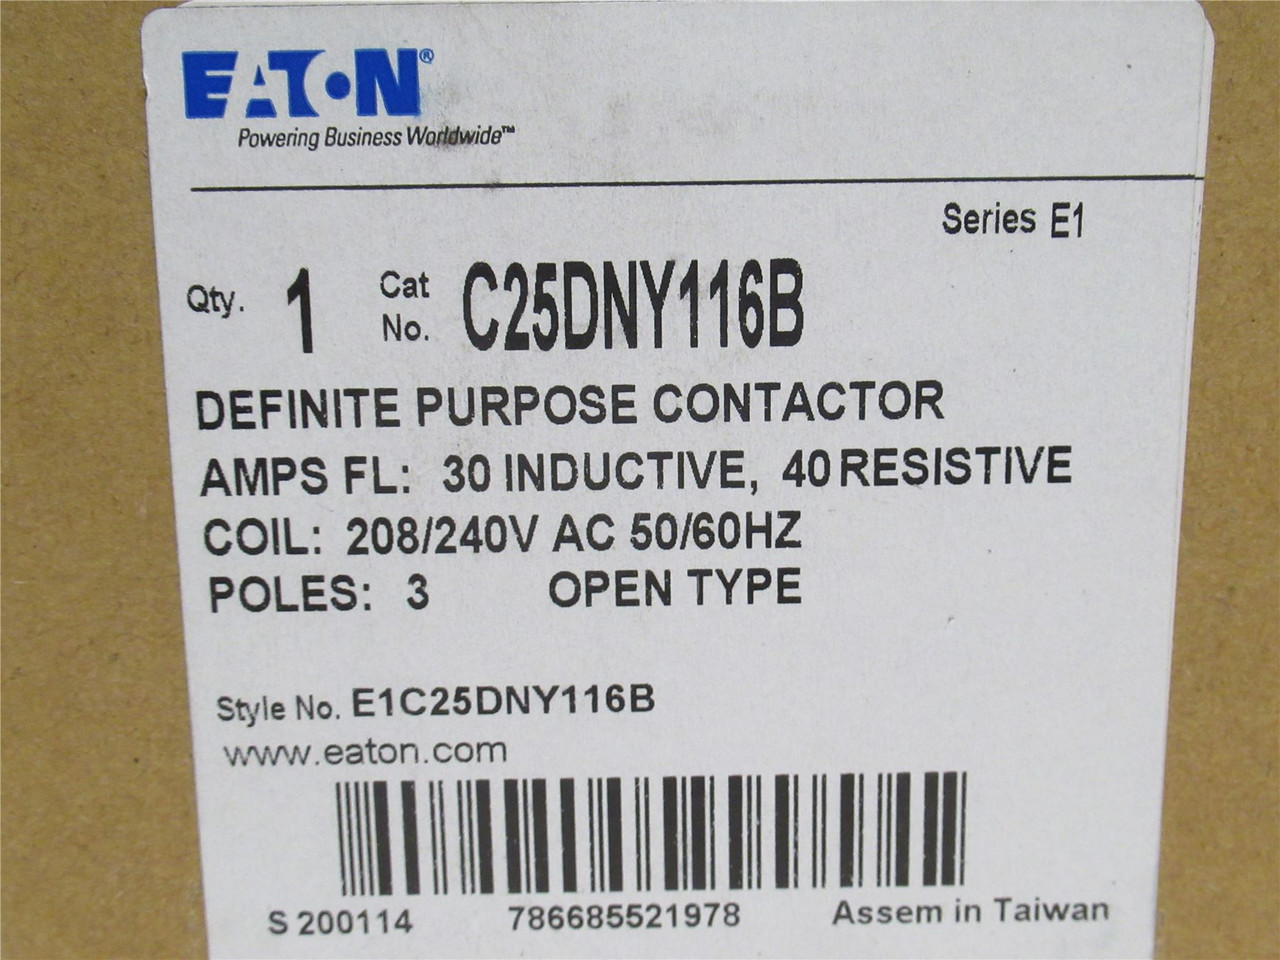 EATON®
Powering Business Worldwide™
Series E1
Qty. 1 Cat No. C25DNY116B
DEFINITE PURPOSE CONTACTOR
AMPS FL: 30 INDUCTIVE, 40 RESISTIVE
COIL: 208/240V AC 50/60HZ
POLES: 3 OPEN TYPE
Style No. E1C25DNY116B
www.eaton.com
S 200114 786685521978 Assem in Taiwan